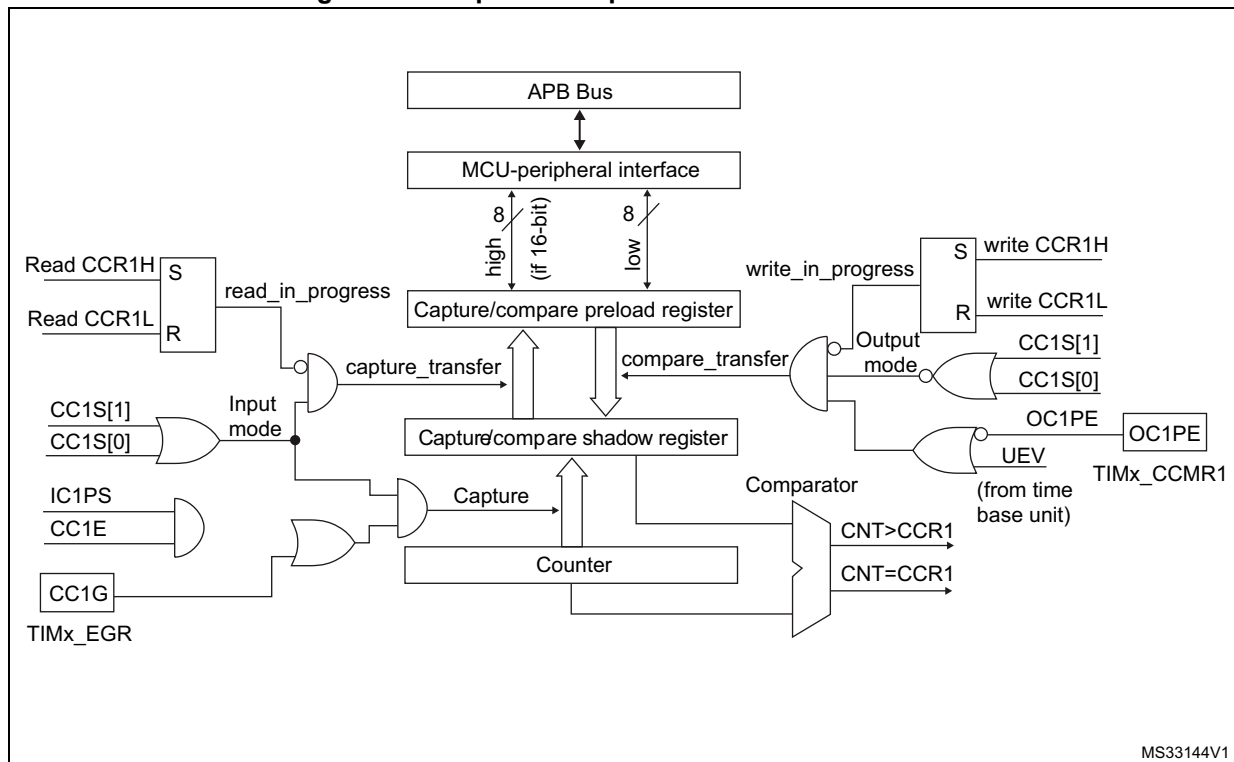 APB Bus
MCU-peripheral interface
8
8
high
(if 16-bit)
low
Read CCR1H
S
read_in_progress
Read CCR1L
R
write_in_progress
S
write CCR1H
R
write CCR1L
Capture/compare preload register
capture_transfer
compare_transfer
Output
mode
CC1S[1]
CC1S[0]
CC1S[1]
CC1S[0]
Input
mode
Capture/compare shadow register
OC1PE
OC1PE
UEV
TIMx_CCMR1
(from time
base unit)
IC1PS
CC1E
Capture
Comparator
CNT>CCR1
Counter
CNT=CCR1
CC1G
TIMx_EGR
MS33144V1